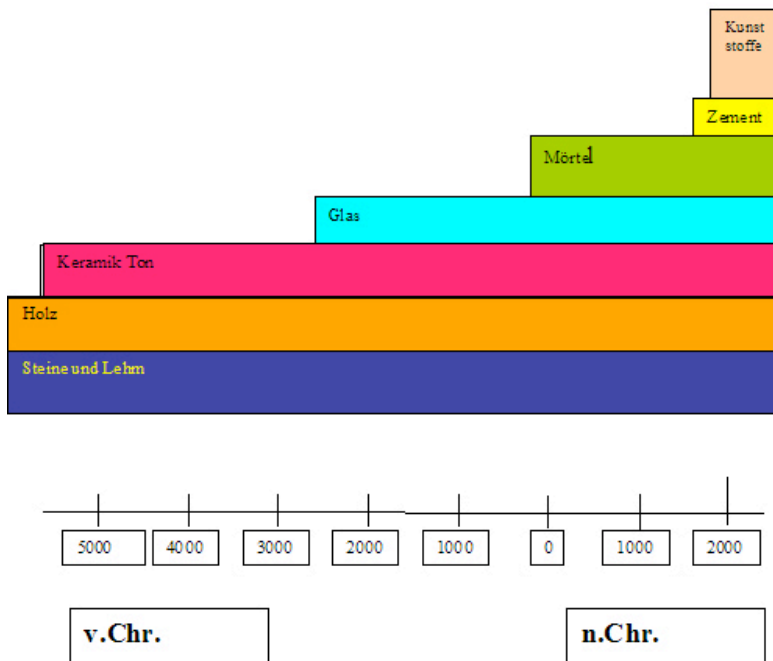 Kunst
stoffe
Zement
Mörtel
Glas
Keramik Ton
Holz
Steine und Lehm
5000 4000 3000 2000 1000 0 1000 2000
v.Chr. n.Chr.